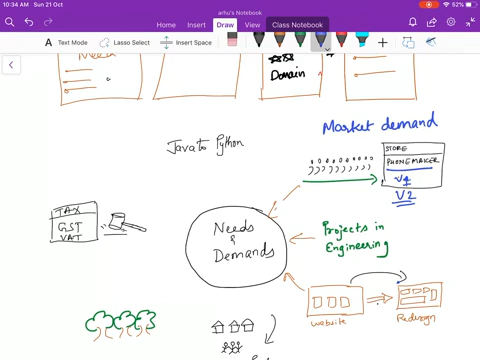 10:34 AM Sun 21 Oct
52%
arhu's Notebook
Home Insert Draw View Class Notebook
Text Mode
Lasso Select
Insert Space
Need
Domain
Market demand
Java to Python
STORE
PHONEMAKER
V1
V2
TAX
GST
VAT
Needs
&
Demands
Projects in
Engineering
website
Redesign